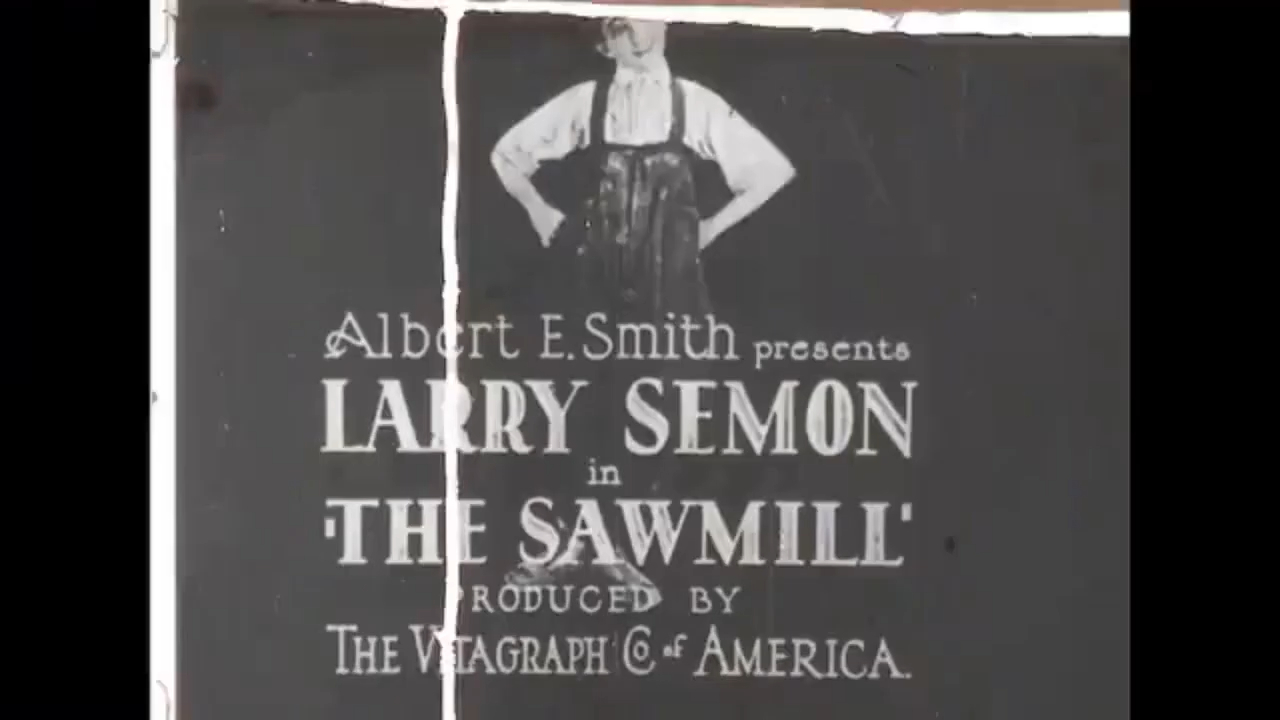 Albert E. Smith presents
LARRY SEMON
in
'THE SAWMILL'
PRODUCED BY
THE VITAGRAPH Co of AMERICA.